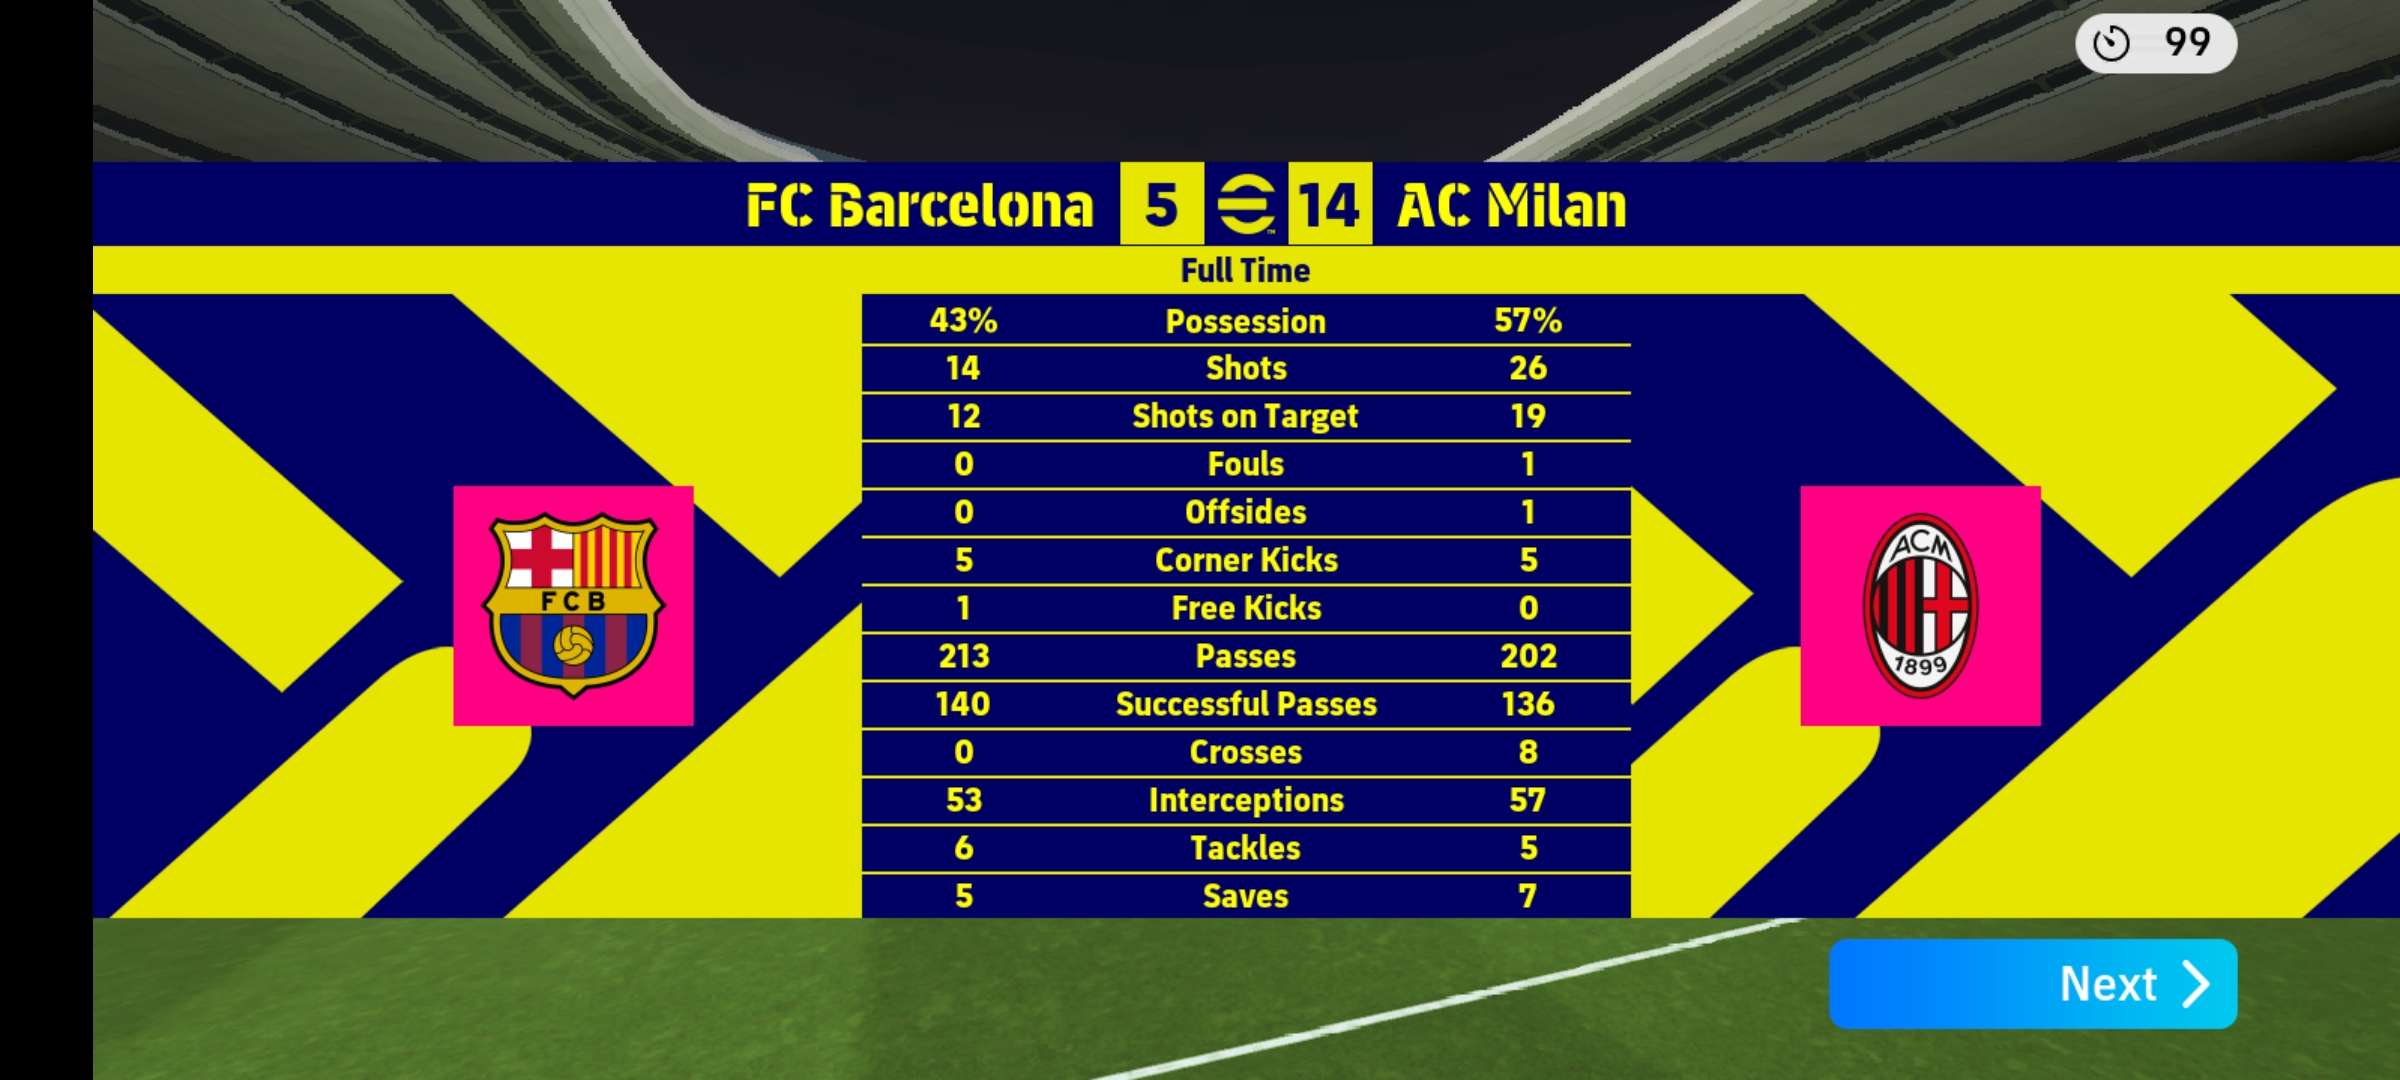 99
FC Barcelona 5 14 AC Milan
Full Time
43% Possession 57%
14 Shots 26
12 Shots on Target 19
0 Fouls 1
0 Offsides 1
5 Corner Kicks 5
1 Free Kicks 0
213 Passes 202
140 Successful Passes 136
0 Crosses 8
53 Interceptions 57
6 Tackles 5
5 Saves 7
FCB
ACM
1899
Next